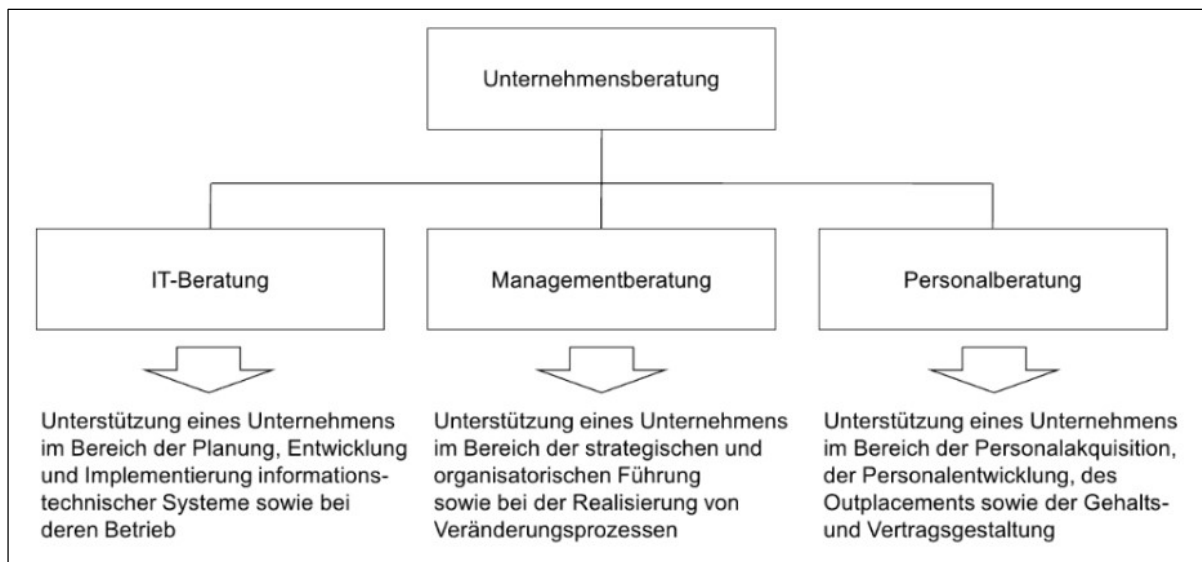 Unternehmensberatung
IT-Beratung
Managementberatung
Personalberatung
Unterstützung eines Unternehmens
im Bereich der Planung, Entwicklung
und Implementierung informations-
technischer Systeme sowie bei
deren Betrieb
Unterstützung eines Unternehmens
im Bereich der strategischen und
organisatorischen Führung
sowie bei der Realisierung von
Veränderungsprozessen
Unterstützung eines Unternehmens
im Bereich der Personalakquisition,
der Personalentwicklung, des
Outplacements sowie der Gehalts-
und Vertragsgestaltung